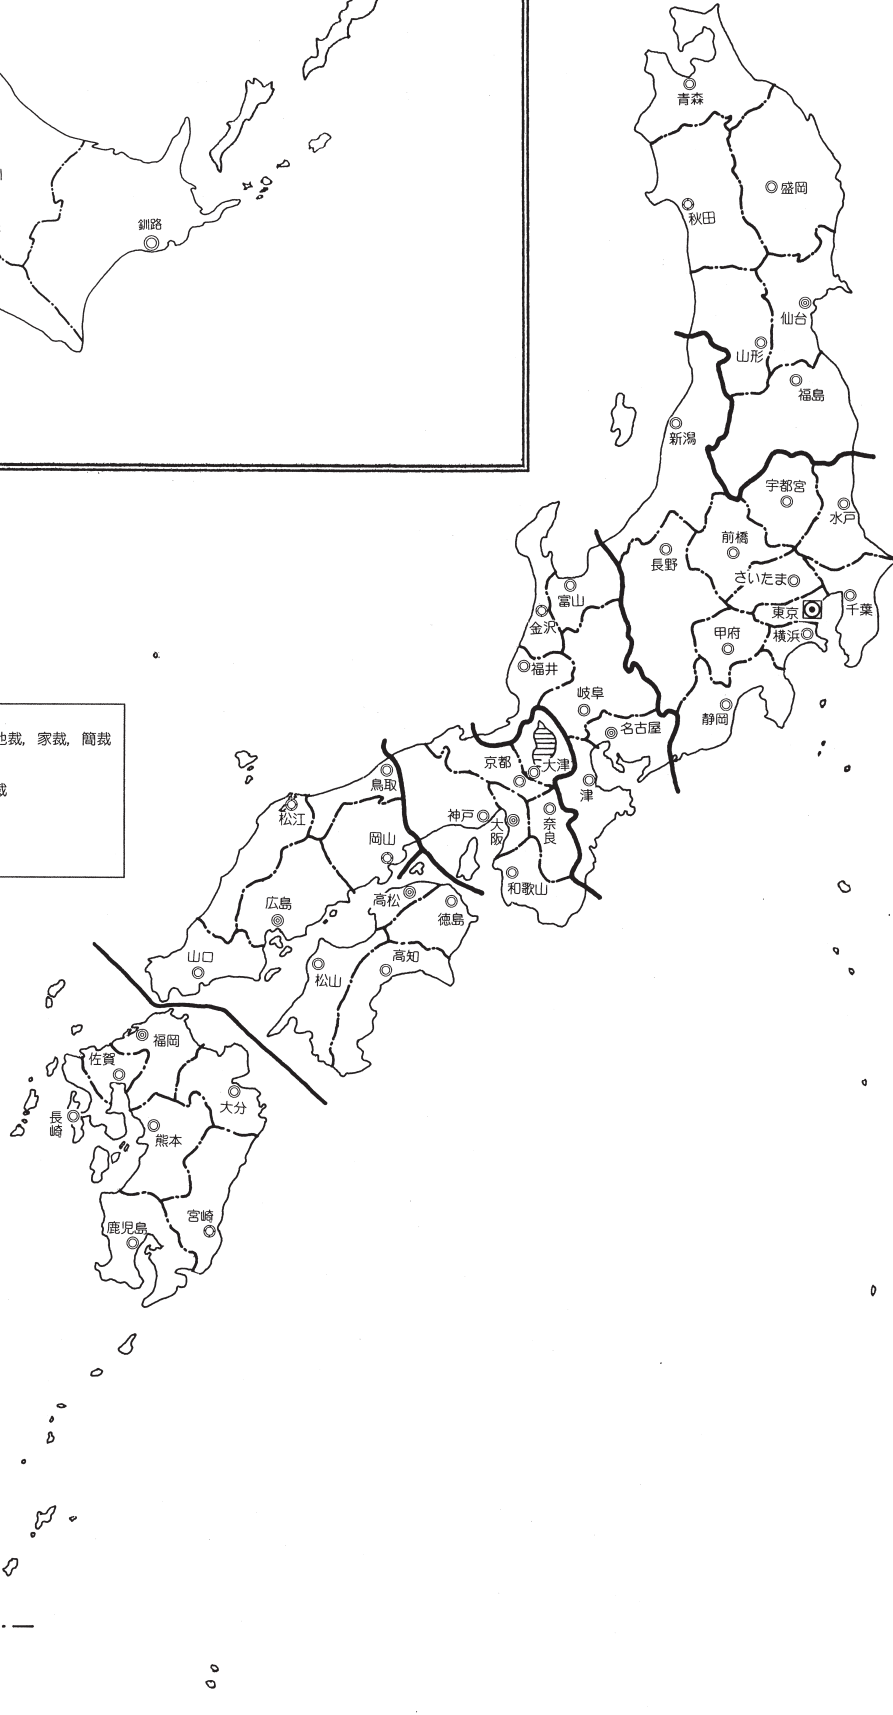 青森
盛岡
秋田
釧路
仙台
山形
福島
新潟
宇都宮
水戸
前橋
長野
さいたま
富山
東京
千葉
金沢
甲府
横浜
福井
岐阜
静岡
名古屋
地裁, 家裁, 簡裁
京都
大津
鳥取
裁
津
松江
神戸
大阪
奈良
岡山
和歌山
高松
広島
徳島
山口
高知
松山
福岡
佐賀
大分
長崎
熊本
宮崎
鹿児島